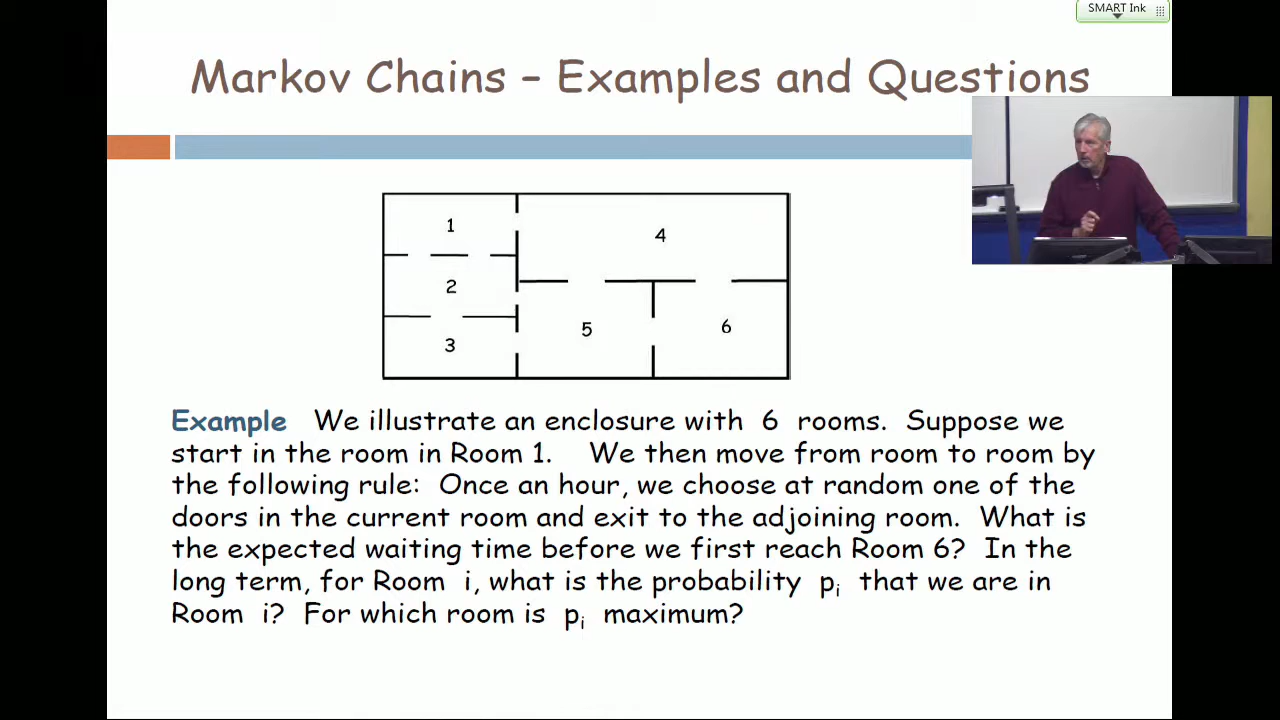 SMART Ink
Markov Chains – Examples and Questions
1
4
2
5
6
3
Example We illustrate an enclosure with 6 rooms. Suppose we
start in the room in Room 1. We then move from room to room by
the following rule: Once an hour, we choose at random one of the
doors in the current room and exit to the adjoining room. What is
the expected waiting time before we first reach Room 6? In the
long term, for Room i, what is the probability pᵢ that we are in
Room i? For which room is pᵢ maximum?